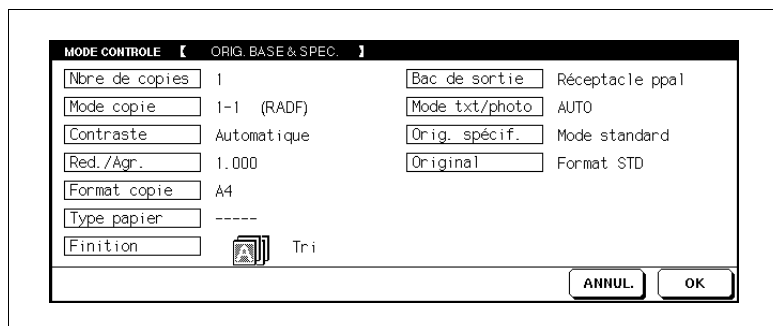 MODE CONTROLE 【 ORIG. BASE & SPEC. 】
Nbre de copies 1
Bac de sortie Réceptacle ppal
Mode copie 1-1 (RADF)
Mode txt/photo AUTO
Contraste Automatique
Orig. spécif. Mode standard
Red./Agr. 1.000
Original Format STD
Format copie A4
Type papier -----
Finition A Tri
ANNUL. OK